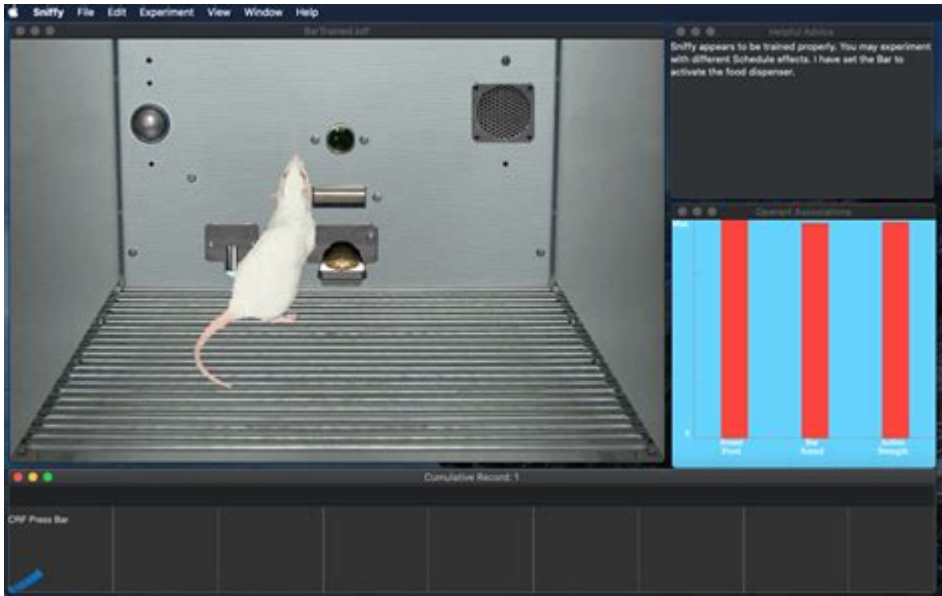 Sniffy File Edit Experiment View Window Help
BarTrained.sdf
Helpful Advice
Sniffy appears to be trained properly. You may experiment
with different Schedule effects. I have set the Bar to
activate the food dispenser.
Operant Associations
0
Sound Bar Action
Food Sound Strength
Cumulative Record: 1
CRF Press Bar